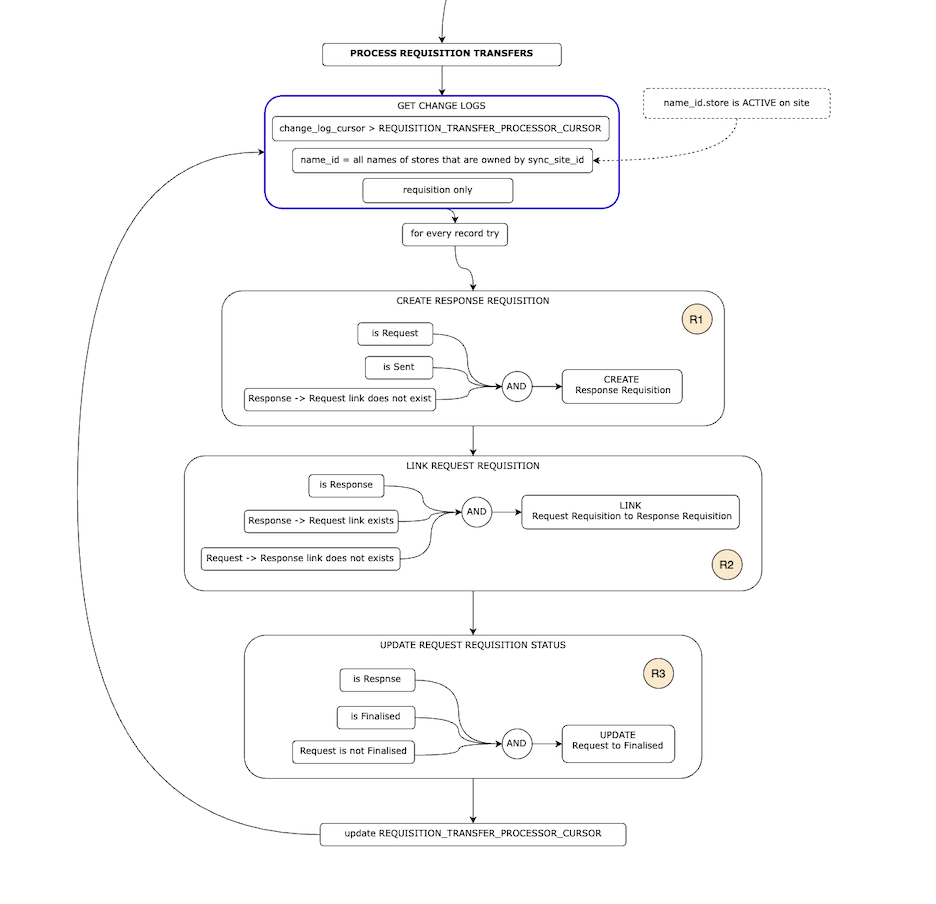 PROCESS REQUISITION TRANSFERS
GET CHANGE LOGS
name_id.store is ACTIVE on site
change_log_cursor > REQUISITION_TRANSFER_PROCESSOR_CURSOR
name_id = all names of stores that are owned by sync_site_id
requisition only
for every record try
CREATE RESPONSE REQUISITION
R1
is Request
is Sent
AND
CREATE
Response Requisition
Response -> Request link does not exist
LINK REQUEST REQUISITION
is Response
AND
LINK
Request Requisition to Response Requisition
Response -> Request link exists
Request -> Response link does not exists
R2
UPDATE REQUEST REQUISITION STATUS
R3
is Respnse
is Finalised
AND
UPDATE
Request to Finalised
Request is not Finalised
update REQUISITION_TRANSFER_PROCESSOR_CURSOR